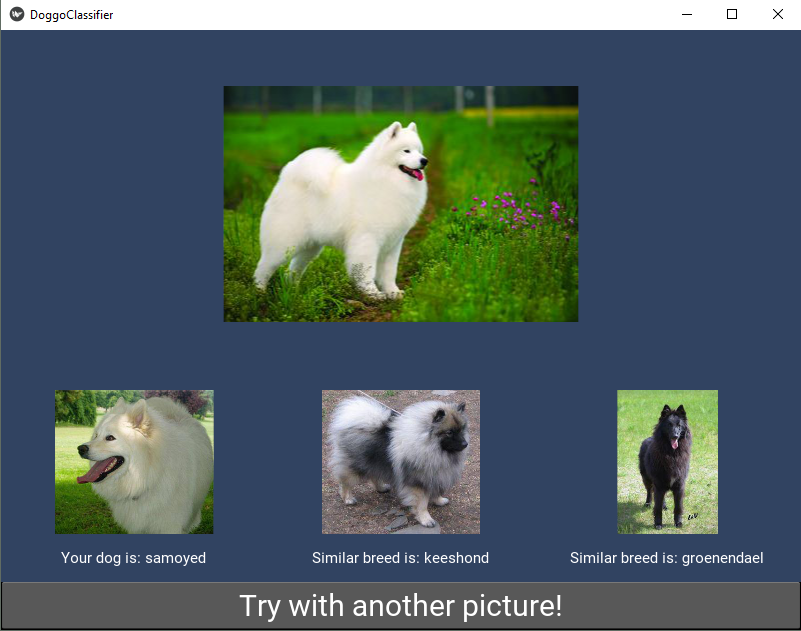 DoggoClassifier
Your dog is: samoyed
Similar breed is: keeshond
Similar breed is: groenendael
Try with another picture!